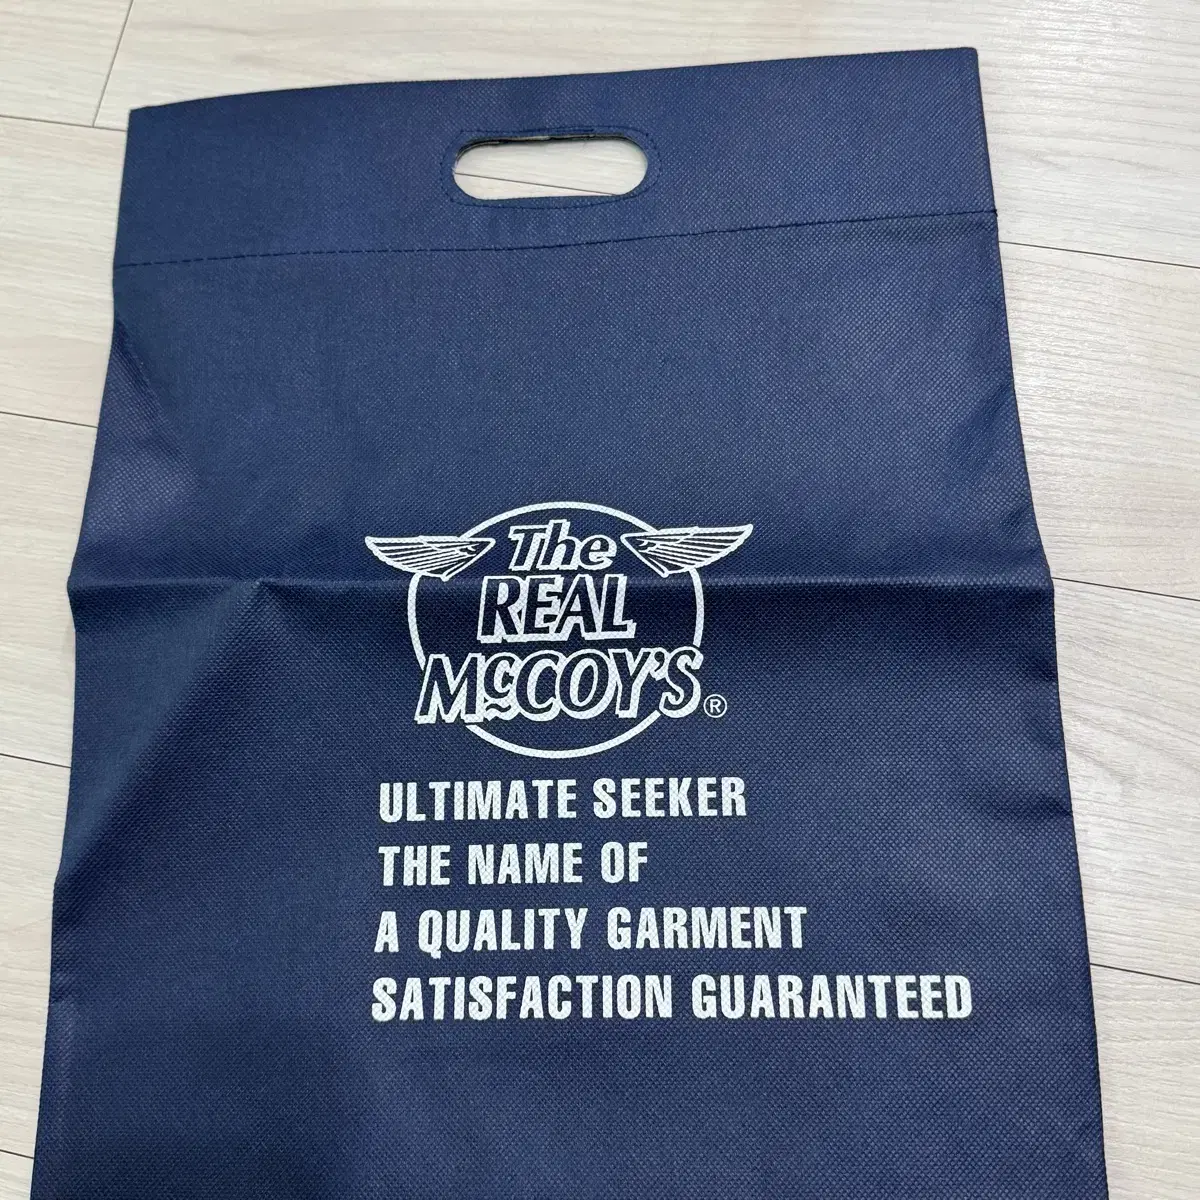 The
REAL
McCOY'S®
ULTIMATE SEEKER
THE NAME OF
A QUALITY GARMENT
SATISFACTION GUARANTEED